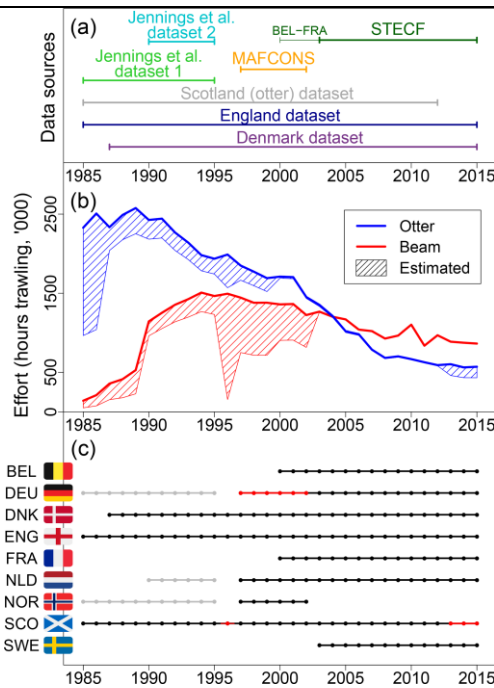 (a)
Jennings et al.
dataset 2
BEL-FRA
STECF
Jennings et al.
dataset 1
MAFCONS
Scotland (otter) dataset
England dataset
Denmark dataset
Data sources
1985 1990 1995 2000 2005 2010 2015
(b)
Otter
Beam
Estimated
Effort (hours trawling, '000)
2500
1500
500
0
1985 1990 1995 2000 2005 2010 2015
(c)
BEL
DEU
DNK
ENG
FRA
NLD
NOR
SCO
SWE
1985 1990 1995 2000 2005 2010 2015